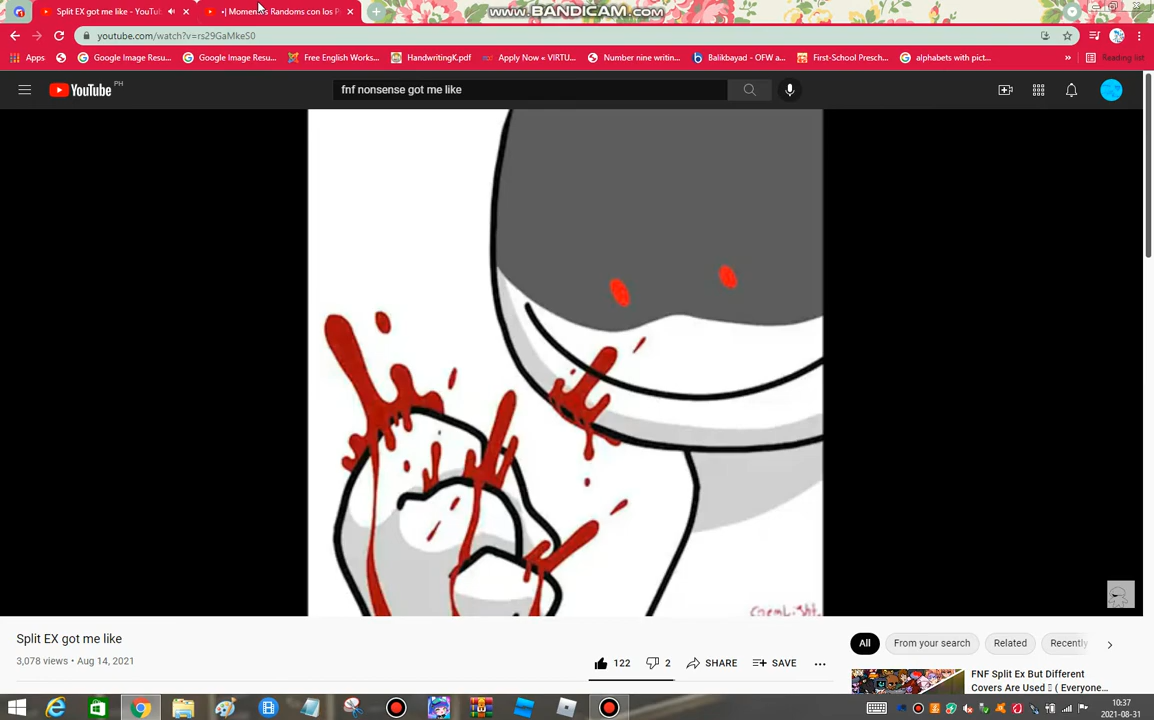 Split EX got me like - YouTu
Momentos Randoms con los P
www.BANDICAM.com
youtube.com/watch?v=rs29GaMkeS0
Apps
Google Image Resu...
Google Image Resu...
Free English Works...
HandwritingK.pdf
Apply Now « VIRTU...
Number nine writin...
Balikbayad - OFW a...
First-School Presch...
alphabets with pict...
»
Reading list
YouTube PH
fnf nonsense got me like
Split EX got me like
3,078 views • Aug 14, 2021
122
2
SHARE
SAVE
All
From your search
Related
Recently
FNF Split Ex But Different
Covers Are Used ( Everyone...
10:37
2021-08-31